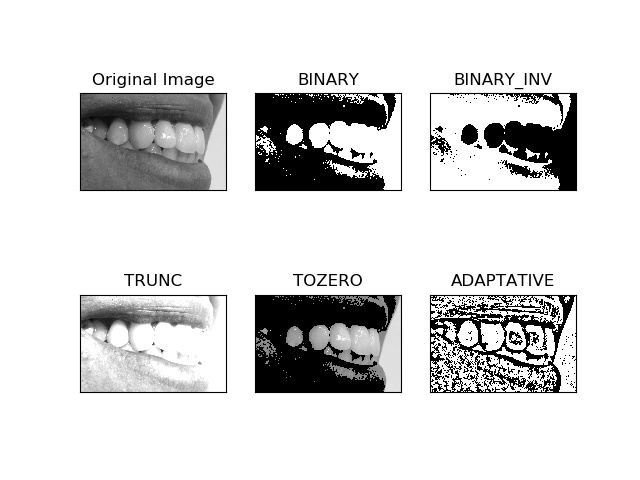 Original Image
BINARY
BINARY_INV
TRUNC
TOZERO
ADAPTATIVE